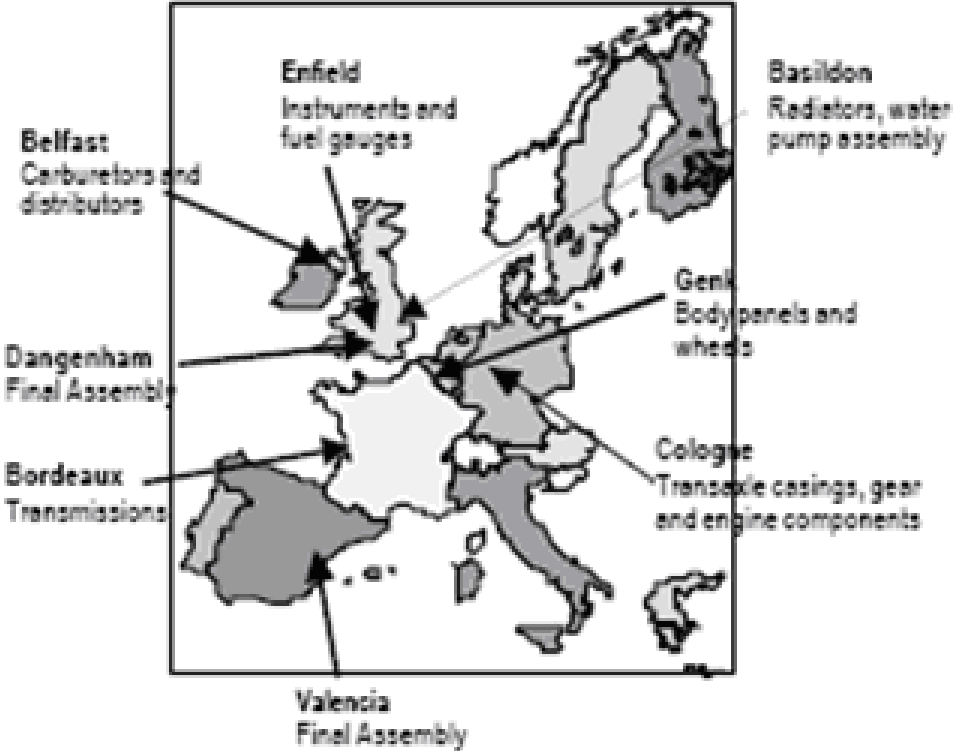 Enfield
Instruments and
fuel gauges
Basildon
Radiators, water
pump assembly
Belfast
Carburetors and
distributors
Genk
Body panels and
wheels
Dangenham
Final Assembly
Cologne
Transaxle casings, gear
and engine components
Bordeaux
Transmissions
Valencia
Final Assembly